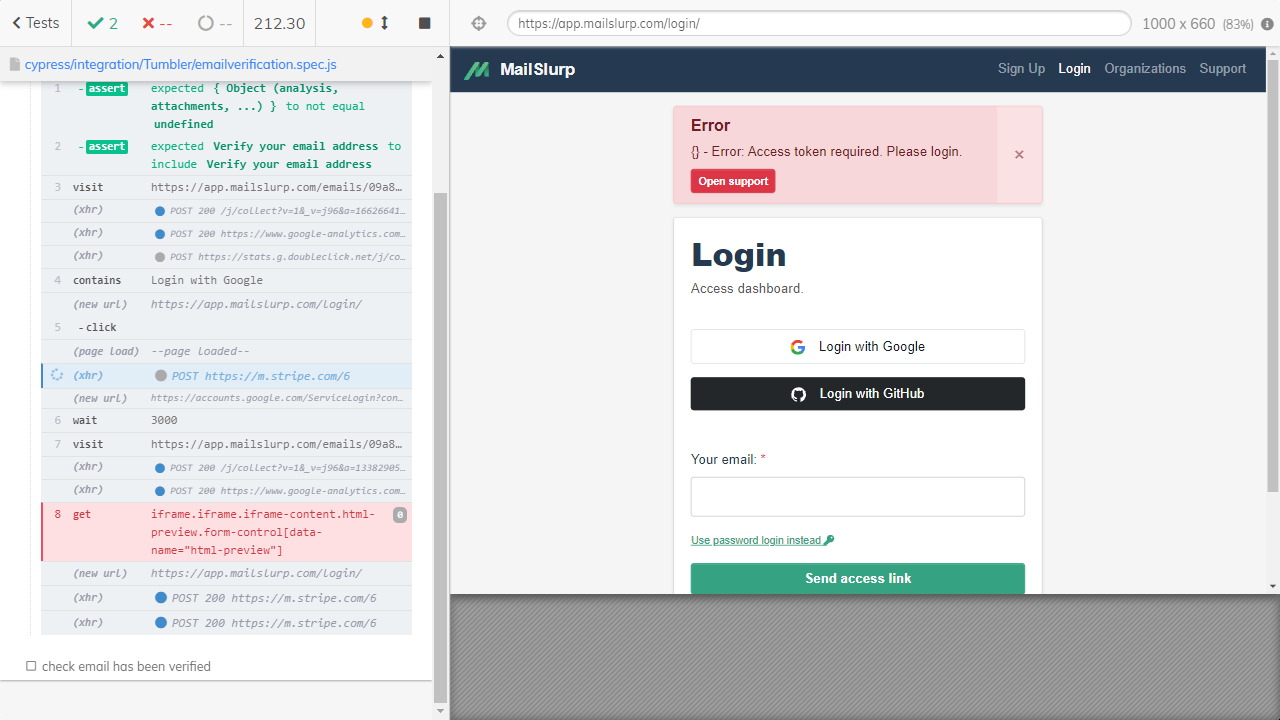 Tests
2
--
--
212.30
https://app.mailslurp.com/login/
1000 x 660 (83%)
cypress/integration/Tumbler/emailverification.spec.js
1 - assert expected { Object (analysis,
attachments, ...) } to not equal
undefined
2 - assert expected Verify your email address to
include Verify your email address
3 visit https://app.mailslurp.com/emails/09a8…
(xhr) POST 200 /j/collect?v=1&_v=j96&a=16626641…
(xhr) POST 200 https://www.google-analytics.com…
(xhr) POST https://stats.g.doubleclick.net/j/co…
4 contains Login with Google
(new url) https://app.mailslurp.com/login/
5 - click
(page load) --page loaded--
(xhr) POST https://m.stripe.com/6
(new url) https://accounts.google.com/ServiceLogin?con…
6 wait 3000
7 visit https://app.mailslurp.com/emails/09a8…
(xhr) POST 200 /j/collect?v=1&_v=j96&a=13382905…
(xhr) POST 200 https://www.google-analytics.com…
8 get iframe.iframe.iframe-content.html-
preview.form-control[data-
name="html-preview"]
0
(new url) https://app.mailslurp.com/login/
(xhr) POST 200 https://m.stripe.com/6
(xhr) POST 200 https://m.stripe.com/6
check email has been verified
MailSlurp
Sign Up Login Organizations Support
Error
{} - Error: Access token required. Please login.
×
Open support
Login
Access dashboard.
Login with Google
Login with GitHub
Your email: *
Use password login instead
Send access link